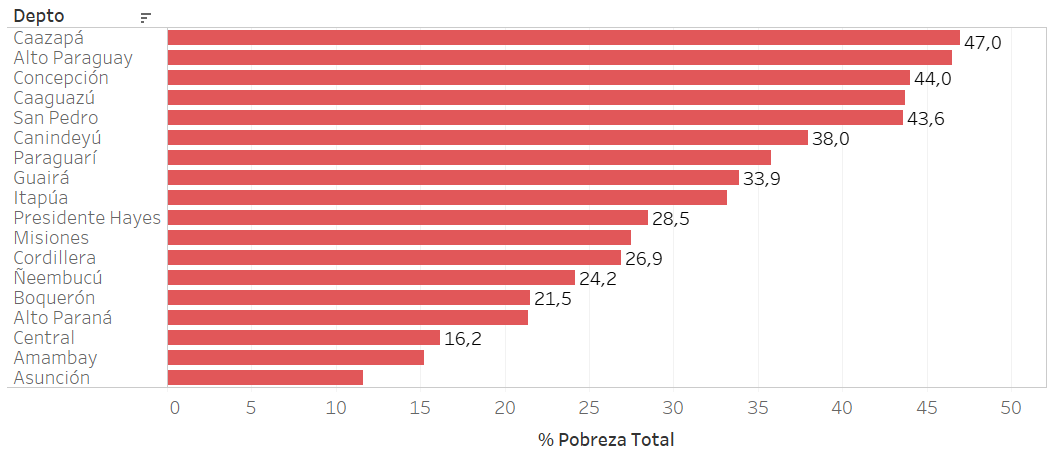 Depto
Caazapá 47,0
Alto Paraguay
Concepción 44,0
Caaguazú
San Pedro 43,6
Canindeyú 38,0
Paraguarí
Guairá 33,9
Itapúa
Presidente Hayes 28,5
Misiones
Cordillera 26,9
Ñeembucú 24,2
Boquerón 21,5
Alto Paraná
Central 16,2
Amambay
Asunción
0 5 10 15 20 25 30 35 40 45 50
% Pobreza Total